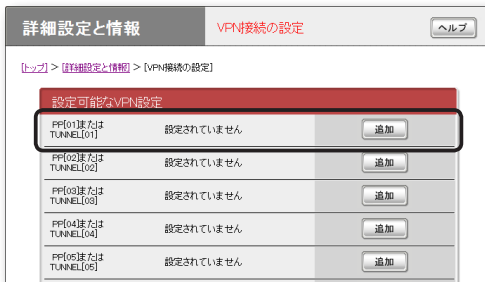 詳細設定と情報 VPN接続の設定 ヘルプ
[トップ] > [詳細設定と情報] > [VPN接続の設定]
設定可能なVPN設定
PP[01]または
TUNNEL[01] 設定されていません 追加
PP[02]または
TUNNEL[02] 設定されていません 追加
PP[03]または
TUNNEL[03] 設定されていません 追加
PP[04]または
TUNNEL[04] 設定されていません 追加
PP[05]または
TUNNEL[05] 設定されていません 追加